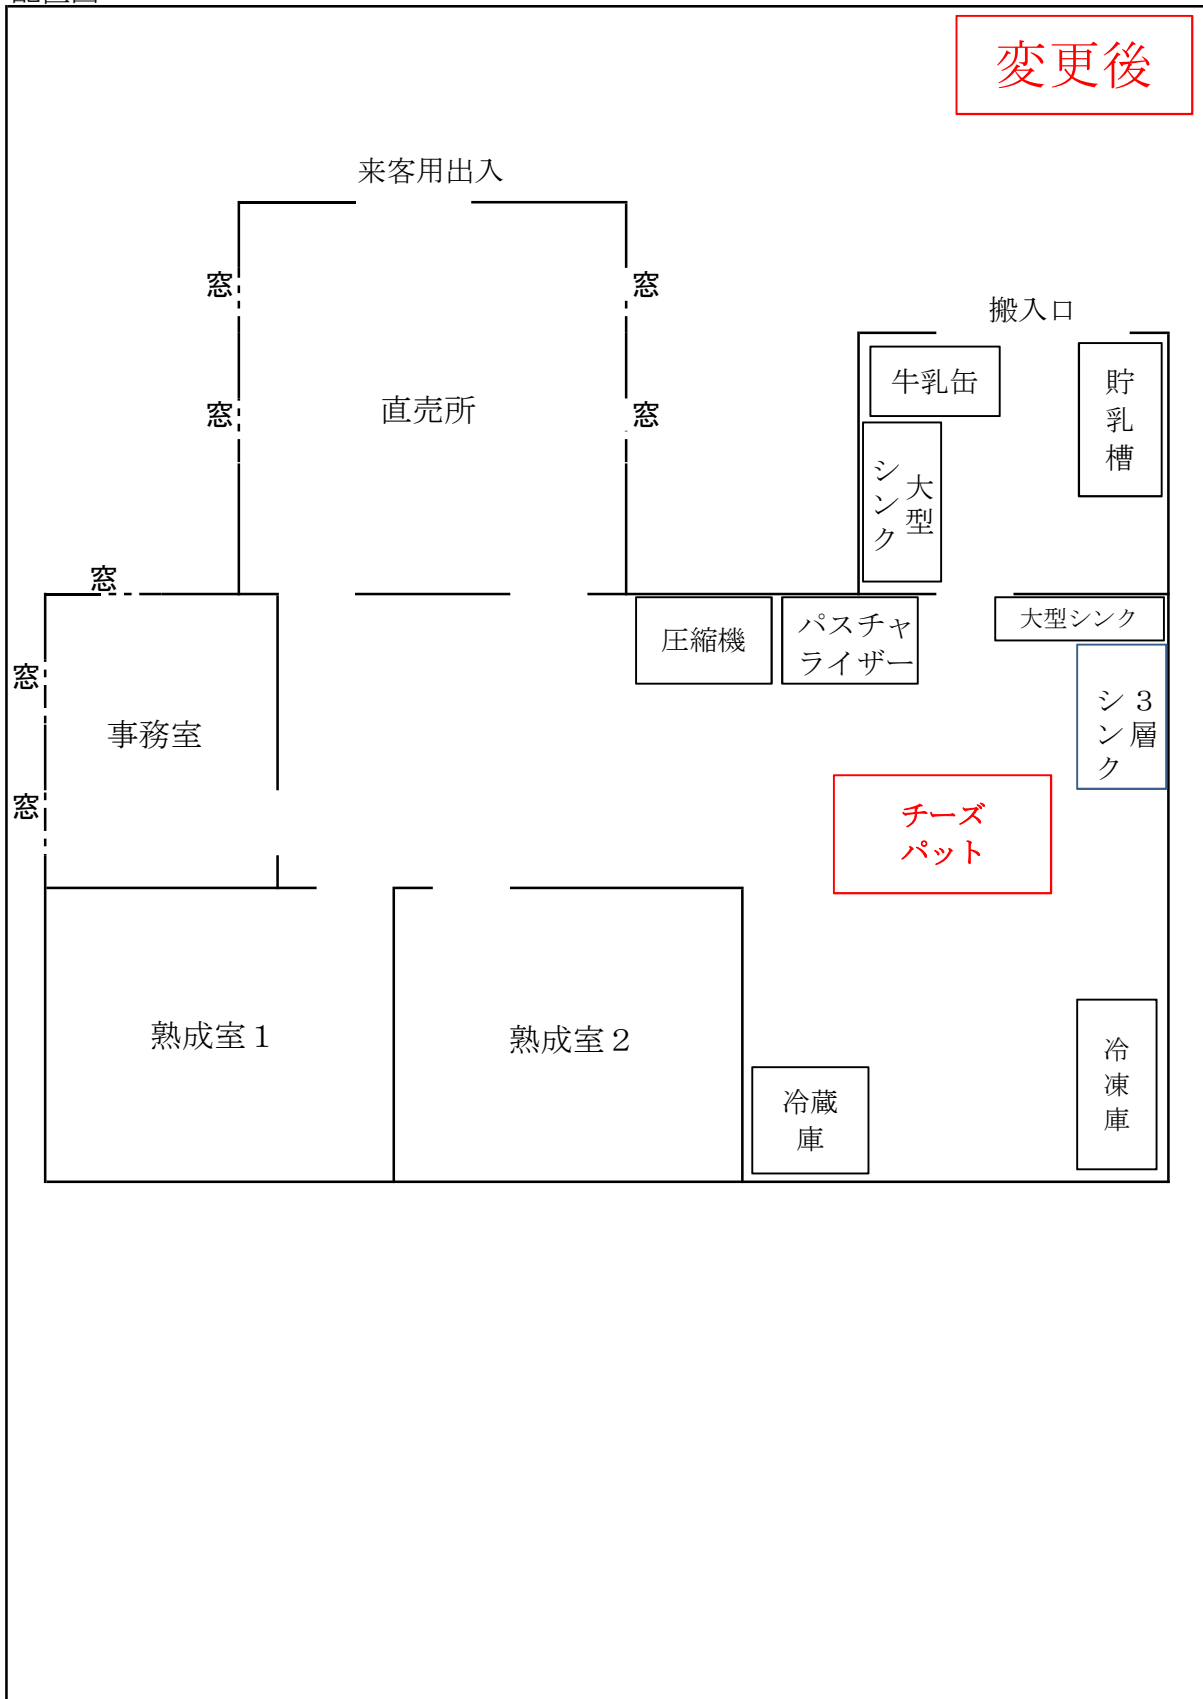 変更後
来客用出入
窓
窓
搬入口
牛乳缶
貯乳槽
直売所
窓
窓
大型
シンク
窓
圧縮機
パスチャ
ライザー
大型シンク
窓
3層
シンク
事務室
窓
チーズ
パット
熟成室1
熟成室2
冷蔵
庫
冷凍庫